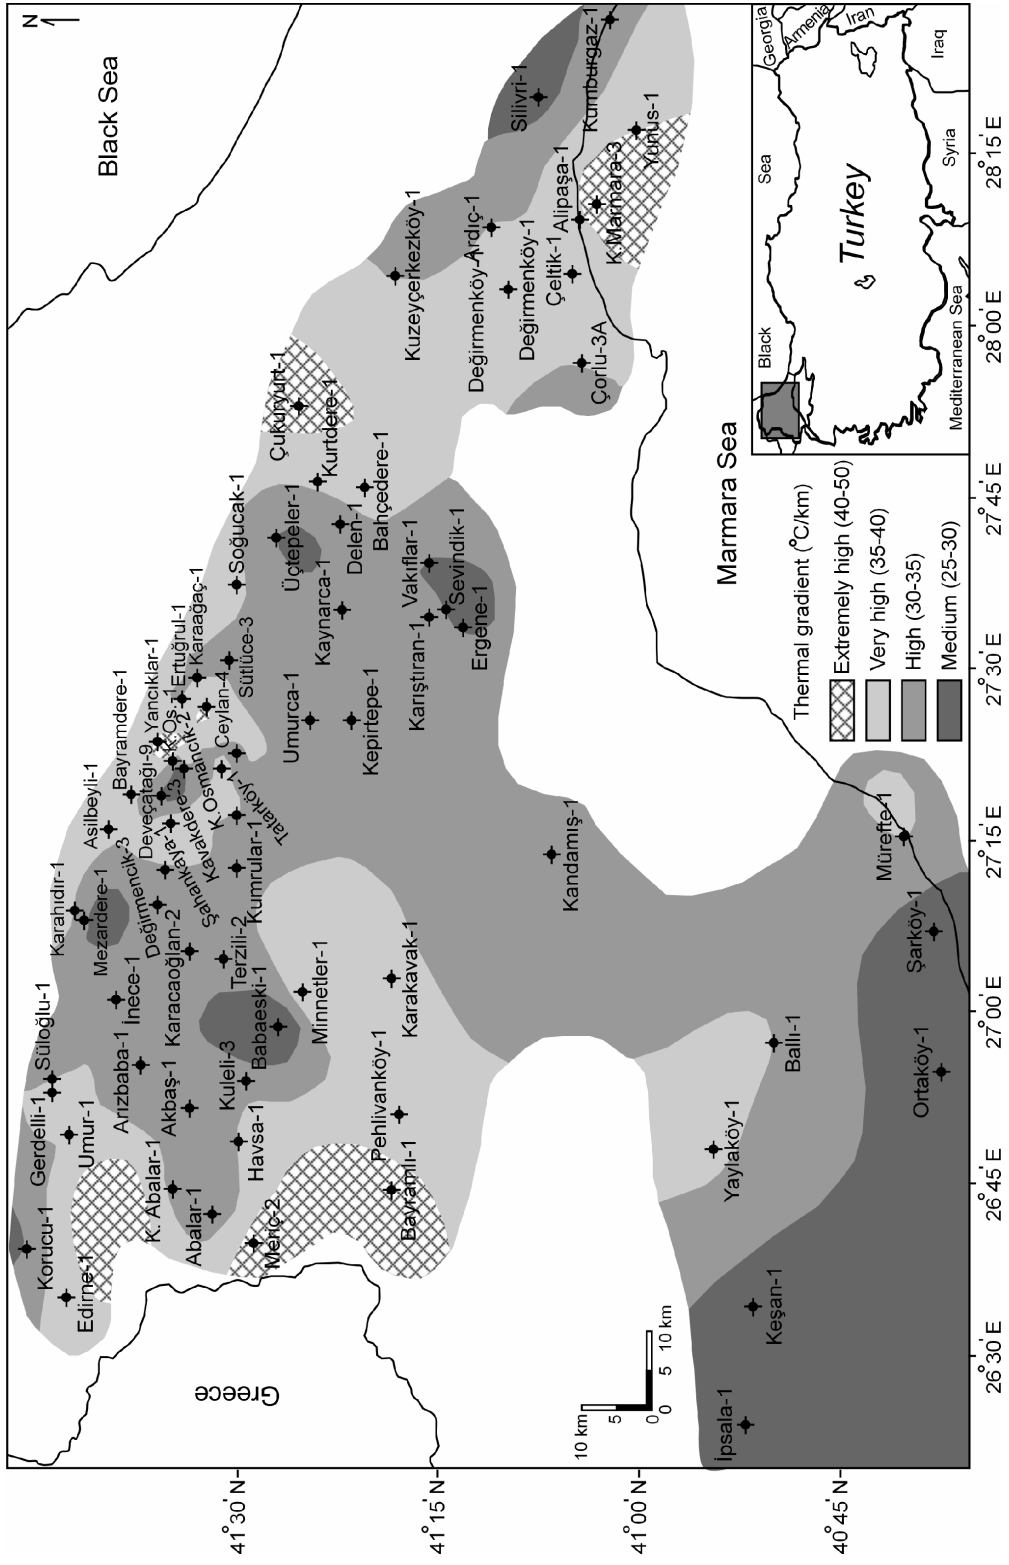 N
Black Sea
Greece
Marmara Sea
Korucu-1
Edirne-1
Gerdelli-1
Süloğlu-1
Umur-1
K. Abalar-1
Abalar-1
Akbaş-1
Arızbaba-1
İnece-1
Karahıdır-1
Mezardere-1
Havsa-1
Meriç-2
Bayramlı-1
Pehlivanköy-1
Kuleli-3
Babaeski-1
Minnetler-1
Karakavak-1
Karacaoğlan-2
Terzili-2
Değirmencik-3
Şahankaya-1
Kavakdere-3
Kumrular-1
Tatarköy-1
K.Osmancık-2
K. Os.-1
Asilbeyli-1
Bayramdere-1
Deveçatağı-9
Yancıklar-1
Ertuğrul-1
Karaağaç-1
Ceylan-4
Sütlüce-3
Soğucak-1
Umurca-1
Kepirtepe-1
Kaynarca-1
Üçtepeler-1
Delen-1
Bahçedere-1
Kurtdere-1
Çukuryurt-1
Karıştıran-1
Vakıflar-1
Sevindik-1
Ergene-1
Kandamış-1
Kuzeyçerkezköy-1
Ardıç-1
Değirmenköy-1
Değirmenköy-1
Çeltik-1
Çorlu-3A
Alipaşa-1
K.Marmara-3
Yunus-1
Silivri-1
Kumburgaz-1
İpsala-1
Keşan-1
Yaylaköy-1
Ballı-1
Ortaköy-1
Şarköy-1
Mürefte-1
10 km
5
0
0
5
10 km
Thermal gradient (°C/km)
Extremely high (40-50)
Very high (35-40)
High (30-35)
Medium (25-30)
Black
Sea
Georgia
Armenia
Iran
Iraq
Syria
Turkey
Mediterranean Sea
41°30' N
41°15' N
41°00' N
40°45' N
26°30' E
26°45' E
27°00' E
27°15' E
27°30' E
27°45' E
28°00 E
28°15' E